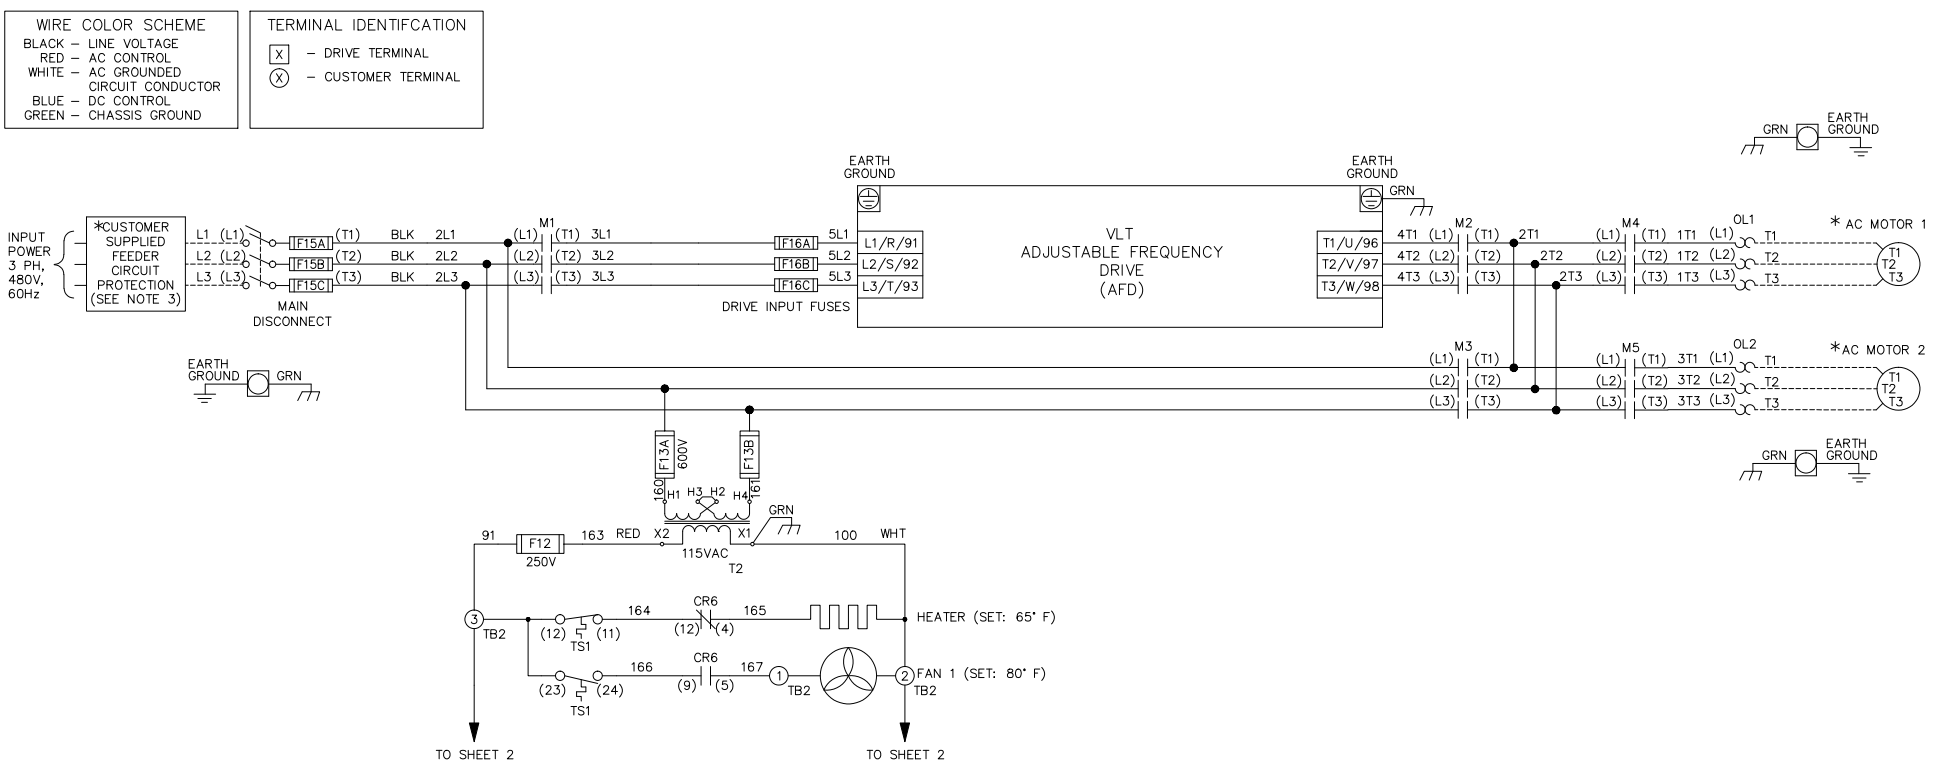 WIRE COLOR SCHEME
BLACK – LINE VOLTAGE
RED – AC CONTROL
WHITE – AC GROUNDED
CIRCUIT CONDUCTOR
BLUE – DC CONTROL
GREEN – CHASSIS GROUND
TERMINAL IDENTIFCATION
X – DRIVE TERMINAL
X – CUSTOMER TERMINAL
GRN
EARTH
GROUND
EARTH
GROUND
EARTH
GROUND
GRN
INPUT
POWER
3 PH,
480V,
60Hz
*CUSTOMER
SUPPLIED
FEEDER
CIRCUIT
PROTECTION
(SEE NOTE 3)
L1 (L1) F15A (T1) BLK 2L1 (L1) M1 (T1) 3L1 F16A 5L1 L1/R/91
L2 (L2) F15B (T2) BLK 2L2 (L2) (T2) 3L2 F16B 5L2 L2/S/92
L3 (L3) F15C (T3) BLK 2L3 (L3) (T3) 3L3 F16C 5L3 L3/T/93
MAIN
DISCONNECT
DRIVE INPUT FUSES
VLT
ADJUSTABLE FREQUENCY
DRIVE
(AFD)
M2 M4 OL1 * AC MOTOR 1
T1/U/96 4T1 (L1) (T1) 2T1 (L1) (T1) 1T1 (L1) T1 T1
T2/V/97 4T2 (L2) (T2) 2T2 (L2) (T2) 1T2 (L2) T2 T2
T3/W/98 4T3 (L3) (T3) 2T3 (L3) (T3) 1T3 (L3) T3 T3
EARTH
GROUND
GRN
M3 M5 OL2 *AC MOTOR 2
(L1) (T1) (L1) (T1) 3T1 (L1) T1 T1
(L2) (T2) (L2) (T2) 3T2 (L2) T2 T2
(L3) (T3) (L3) (T3) 3T3 (L3) T3 T3
GRN
EARTH
GROUND
F13A
600V
F13B
160
H1 H3 H2 H4
161
GRN
91 F12 163 RED X2 X1 100 WHT
250V
115VAC
T2
3
TB2
164 CR6 165
(12) (11) (12) (4)
TS1
HEATER (SET: 65° F)
166 CR6 167 1
(23) (24) (9) (5) TB2
TS1
2 FAN 1 (SET: 80° F)
TB2
TO SHEET 2
TO SHEET 2